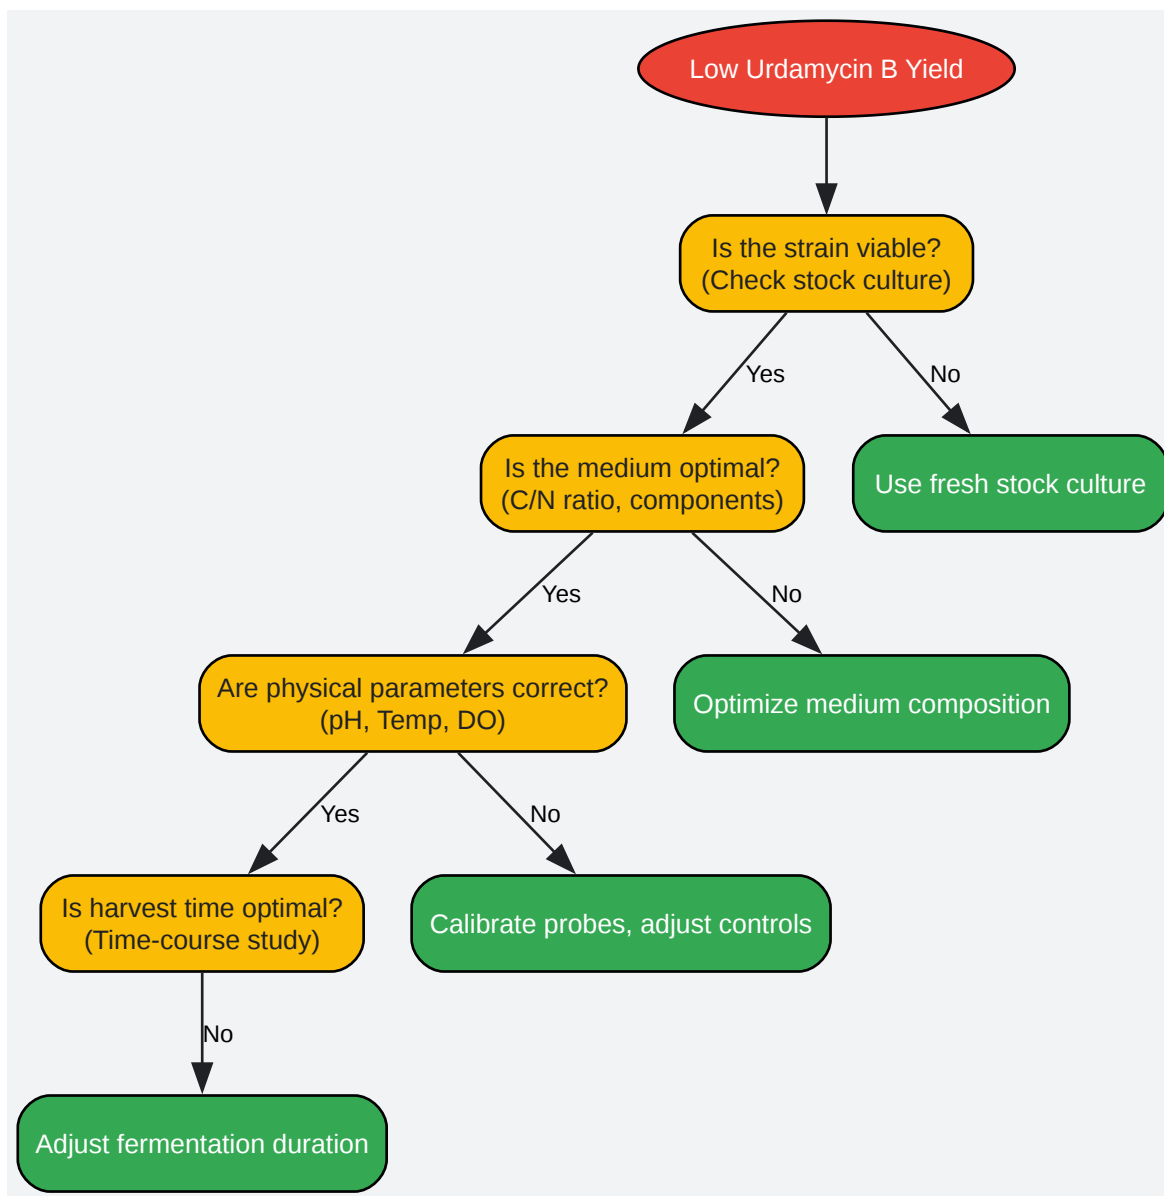 Low Urdamycin B Yield
Is the strain viable?
(Check stock culture)
Yes
No
Is the medium optimal?
(C/N ratio, components)
Use fresh stock culture
Yes
No
Are physical parameters correct?
(pH, Temp, DO)
Optimize medium composition
Yes
No
Is harvest time optimal?
(Time-course study)
Calibrate probes, adjust controls
No
Adjust fermentation duration